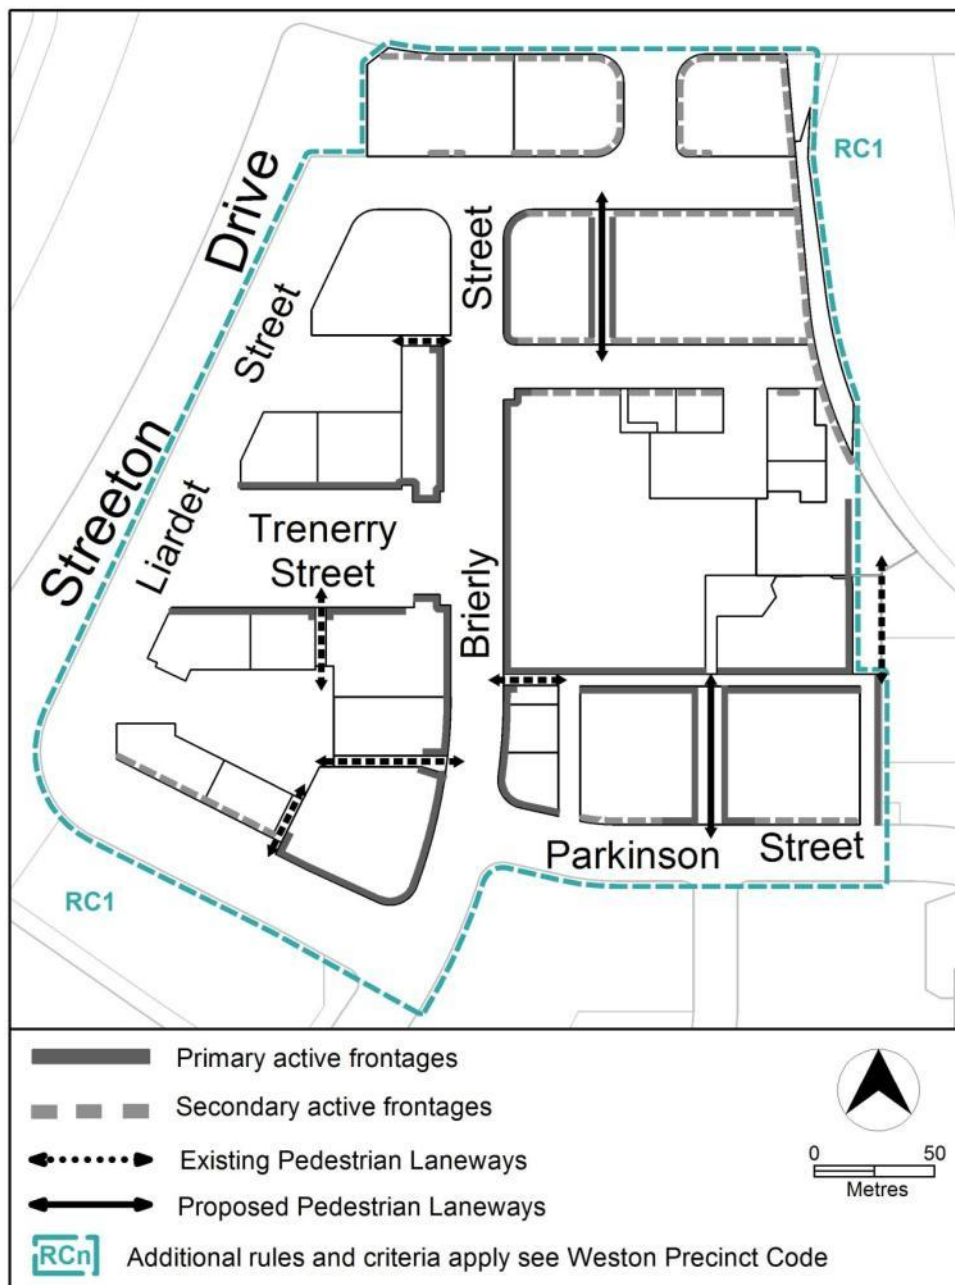 RC1
Drive
Street
Street
Streeton
Liardet
Trenerry
Street
Brierly
Parkinson Street
RC1
Primary active frontages
Secondary active frontages
Existing Pedestrian Laneways
Proposed Pedestrian Laneways
0 50
Metres
RCn Additional rules and criteria apply see Weston Precinct Code